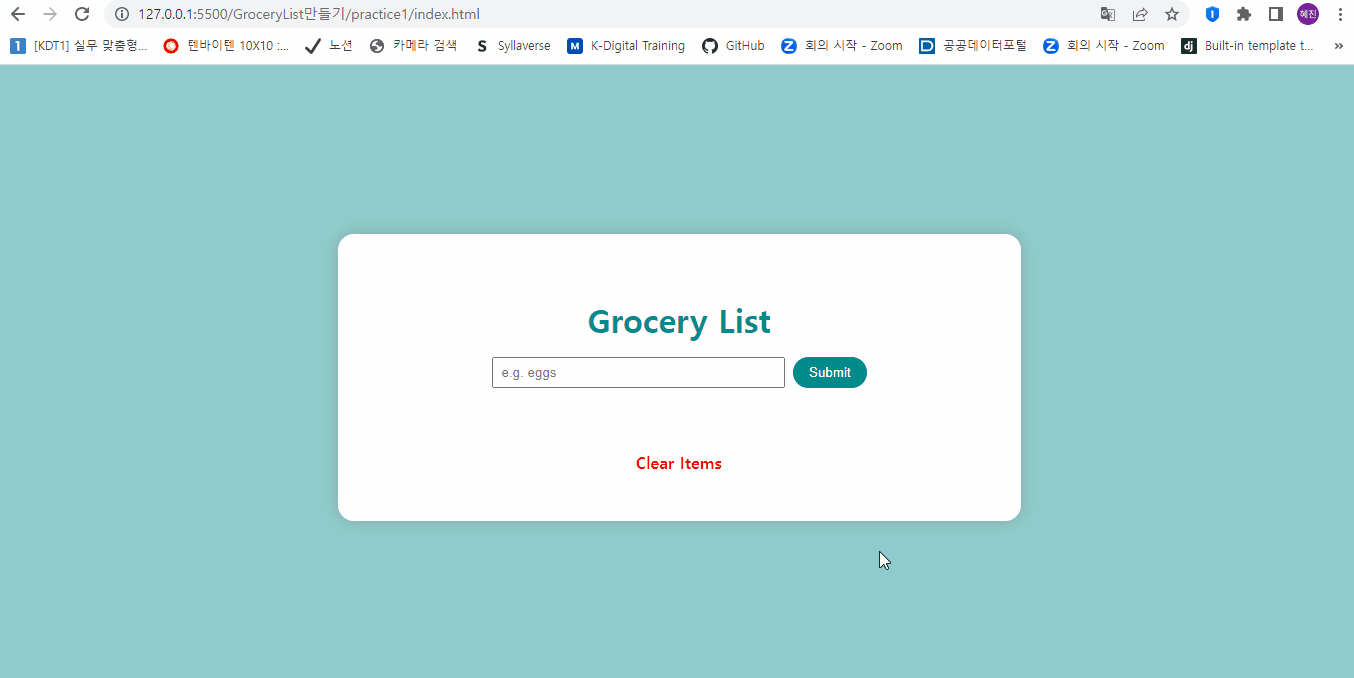 127.0.0.1:5500/GroceryList만들기/practice1/index.html
혜진
1 [KDT1] 실무 맞춤형... 텐바이텐 10X10 :... 노션 카메라 검색 S Syllaverse M K-Digital Training GitHub Z 회의 시작 - Zoom D 공공데이터포털 Z 회의 시작 - Zoom dj Built-in template t... »
Grocery List
e.g. eggs Submit
Clear Items